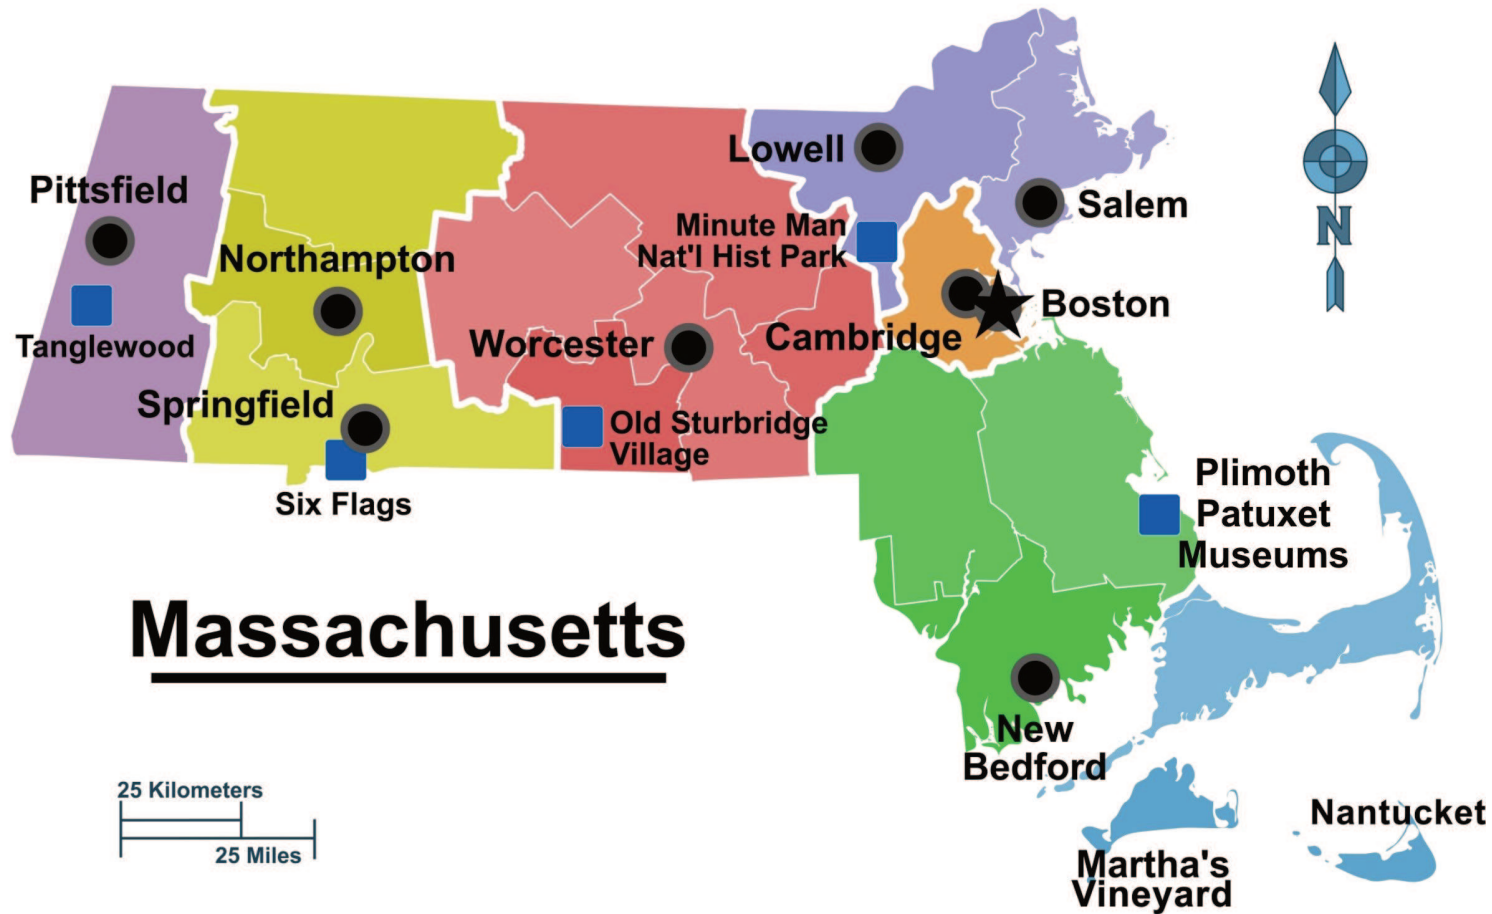 Lowell
Pittsfield
Salem
Minute Man
Nat'l Hist Park
N
Northampton
Boston
Tanglewood
Worcester
Cambridge
Springfield
Old Sturbridge
Village
Six Flags
Plimoth
Patuxet
Museums
Massachusetts
New
Bedford
25 Kilometers
25 Miles
Nantucket
Martha's
Vineyard